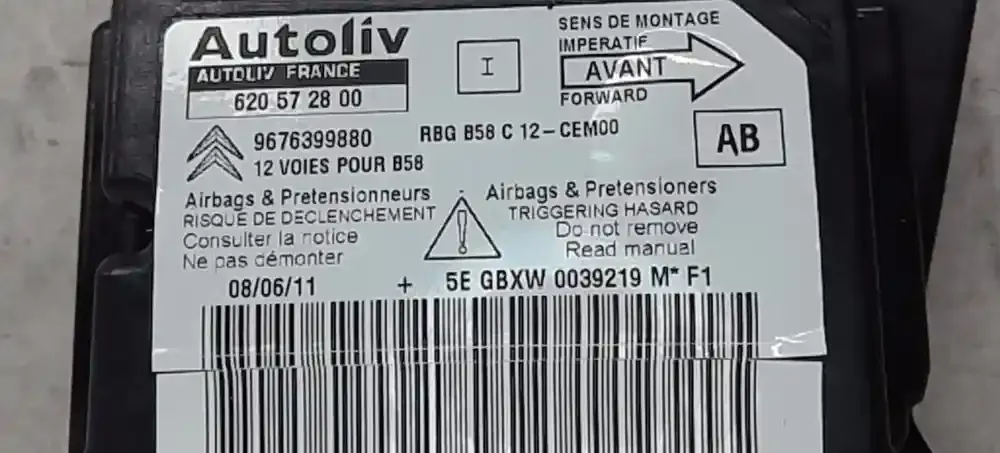 Autoliv
AUTOLIV FRANCE
620 57 28 00
I
SENS DE MONTAGE
IMPERATIF
AVANT
FORWARD
9676399880
RBG B58 C 12-CEM00
12 VOIES POUR B58
AB
Airbags & Pretensionneurs
RISQUE DE DECLENCHEMENT
Consulter la notice
Ne pas démonter
!
Airbags & Pretensioners
TRIGGERING HASARD
Do not remove
Read manual
08/06/11 + 5E GBXW 0039219 M* F1